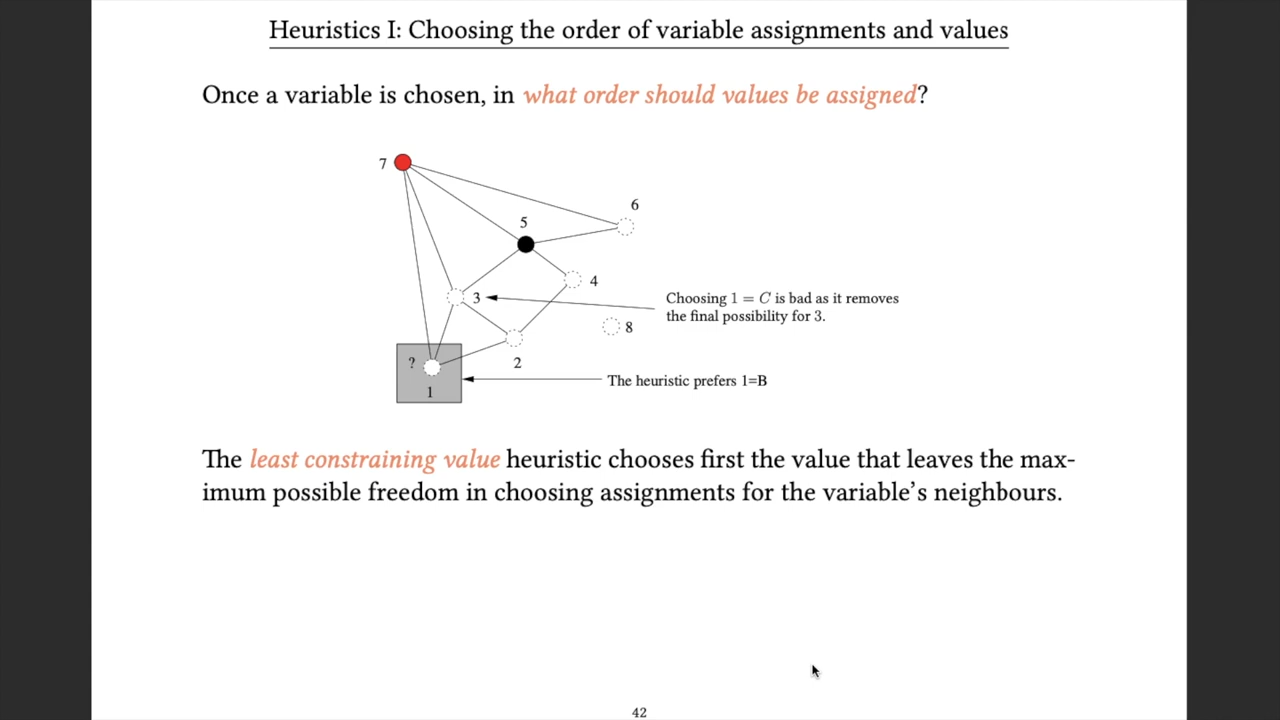 Heuristics I: Choosing the order of variable assignments and values
Once a variable is chosen, in what order should values be assigned?
7
6
5
4
3
Choosing 1 = C is bad as it removes
the final possibility for 3.
8
?
2
The heuristic prefers 1=B
1
The least constraining value heuristic chooses first the value that leaves the max-
imum possible freedom in choosing assignments for the variable’s neighbours.
42